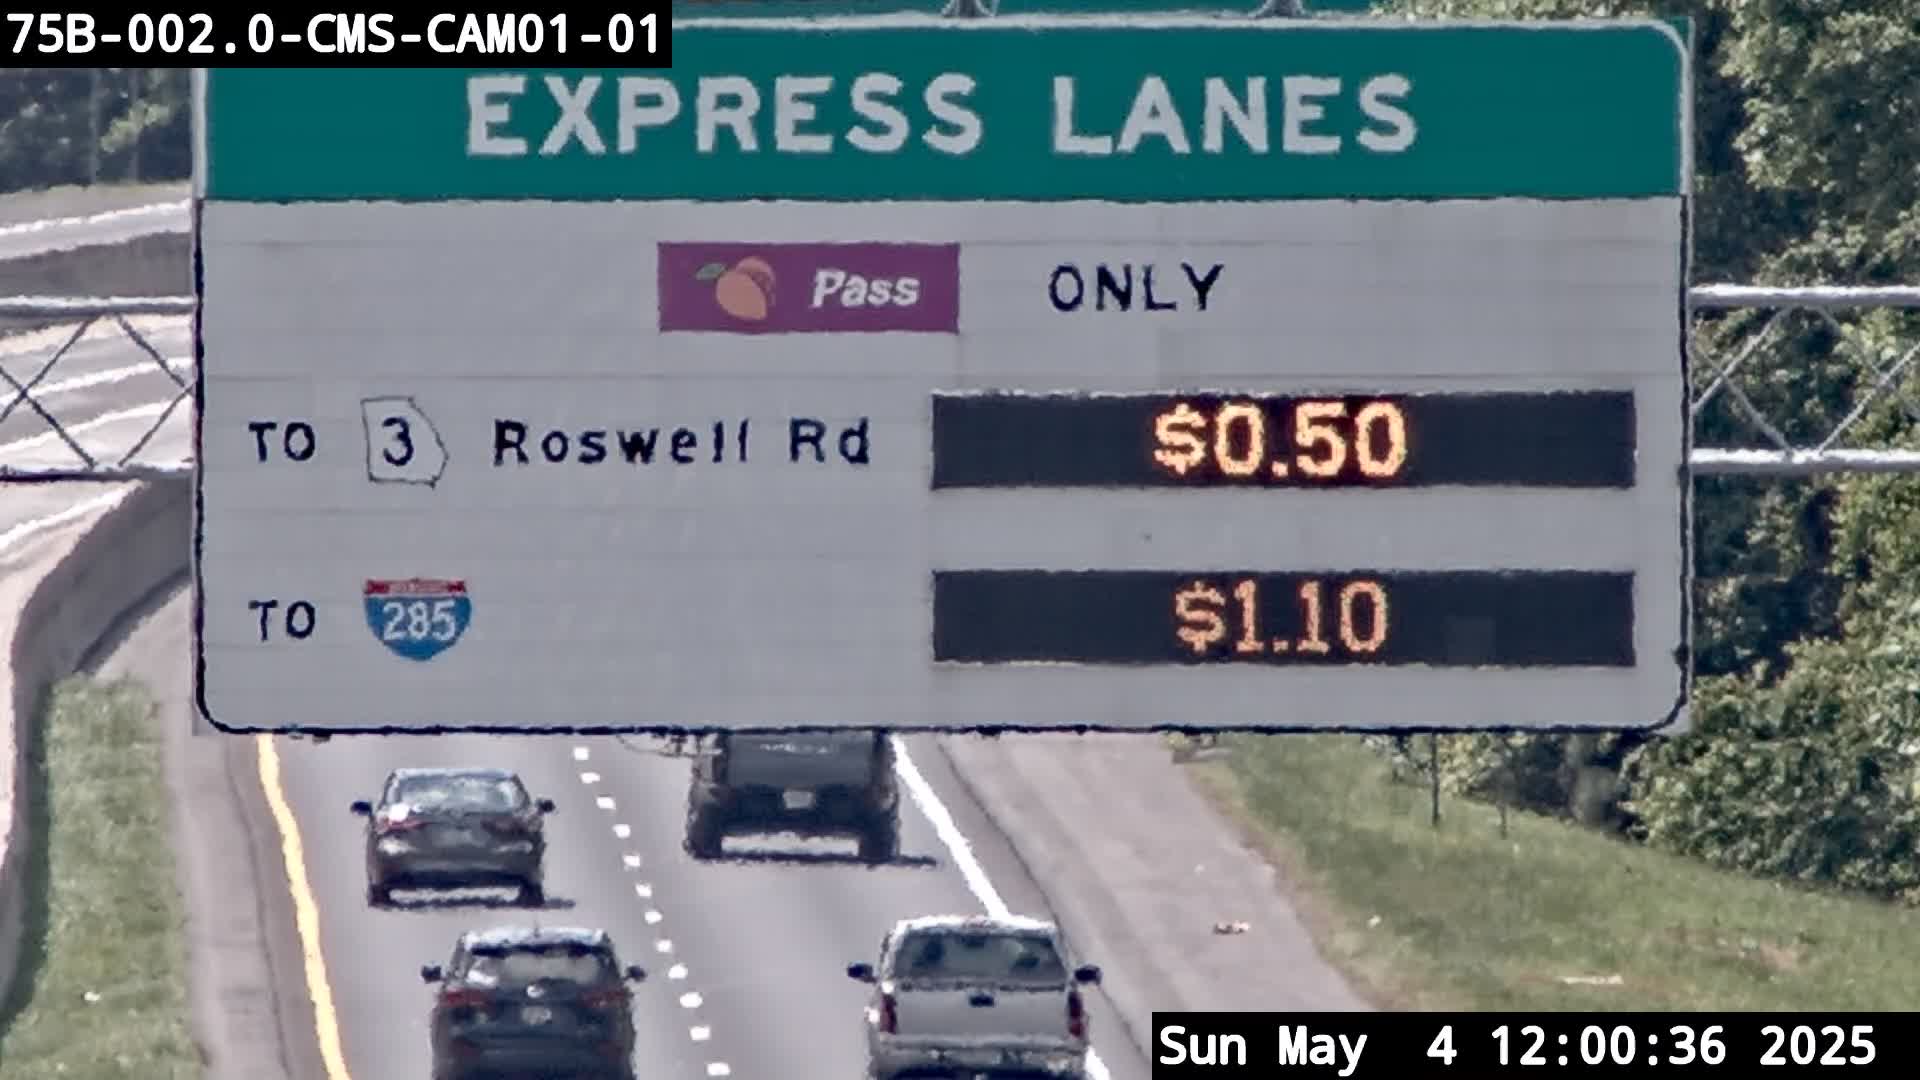 75B-002.0-CMS-CAM01-01
EXPRESS LANES
Pass ONLY
TO 3 Roswell Rd $0.50
TO 285 $1.10
Sun May 4 12:00:36 2025